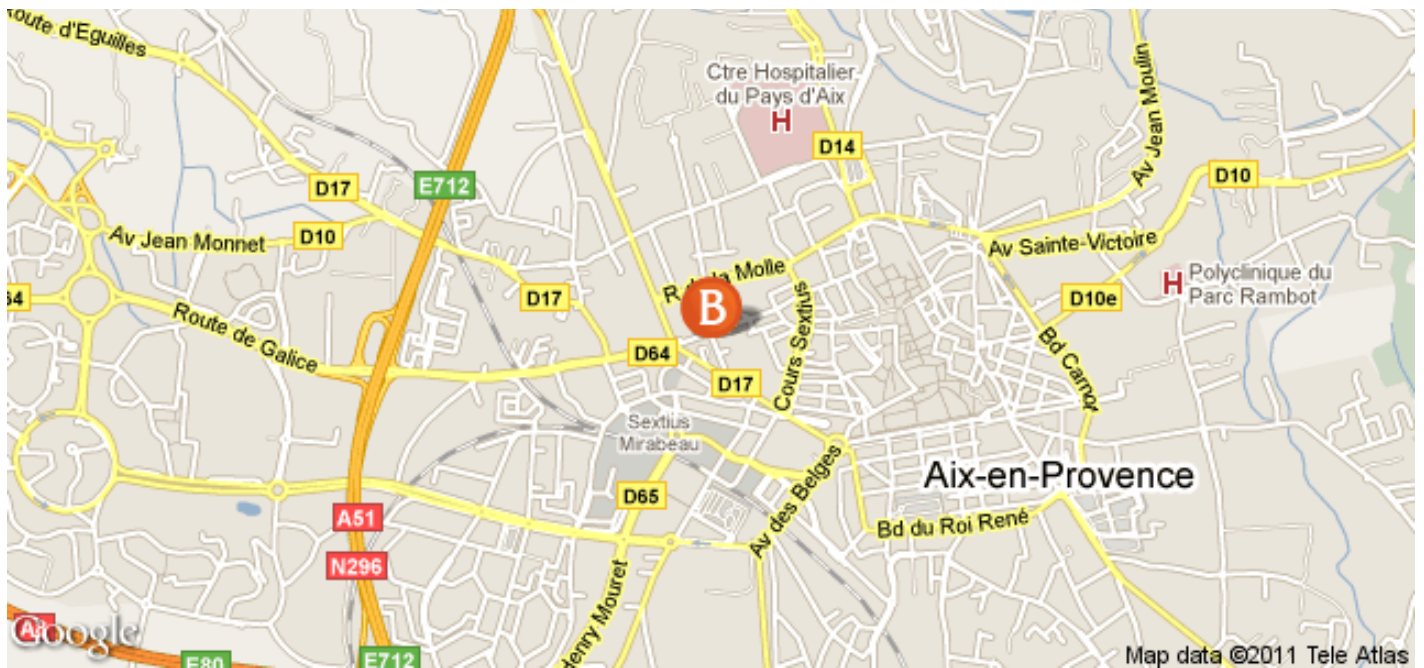 Route d'Eguilles
Ctre Hospitalier
du Pays d'Aix
H
D14
Av Jean Moulin
E712
D17
D10
Av Jean Monnet
D10
Av Sainte-Victoire
R de la Molle
Polyclinique du
Parc Rambot
H
D17
D10e
64
B
Route de Galice
Cours Sextius
Bd Carnot
D64
D17
Sextius
Mirabeau
Aix-en-Provence
D65
Av des Belges
A51
Bd du Roi René
N296
Henry Mouret
Google
E80
E712
Map data ©2011 Tele Atlas